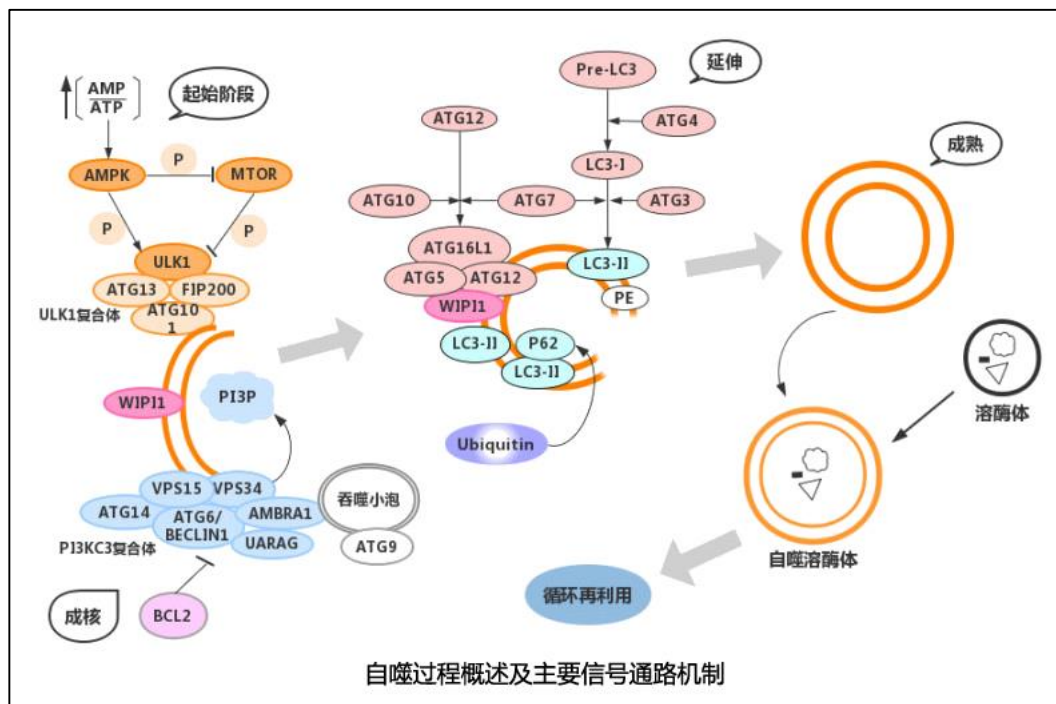 AMP
ATP
起始阶段
P
AMPK
MTOR
P
P
ULK1
ATG13
FIP200
ATG10
1
ULK1复合体
WIPI1
PI3P
VPS15
VPS34
ATG14
ATG6/
BECLIN1
AMBRA1
UARAG
PI3KC3复合体
吞噬小泡
ATG9
成核
BCL2
延伸
Pre-LC3
ATG12
ATG4
LC3-I
ATG10
ATG7
ATG3
ATG16L1
ATG5
ATG12
WIPI1
LC3-II
PE
LC3-II
P62
LC3-II
Ubiquitin
成熟
溶酶体
自噬溶酶体
循环再利用
自噬过程概述及主要信号通路机制